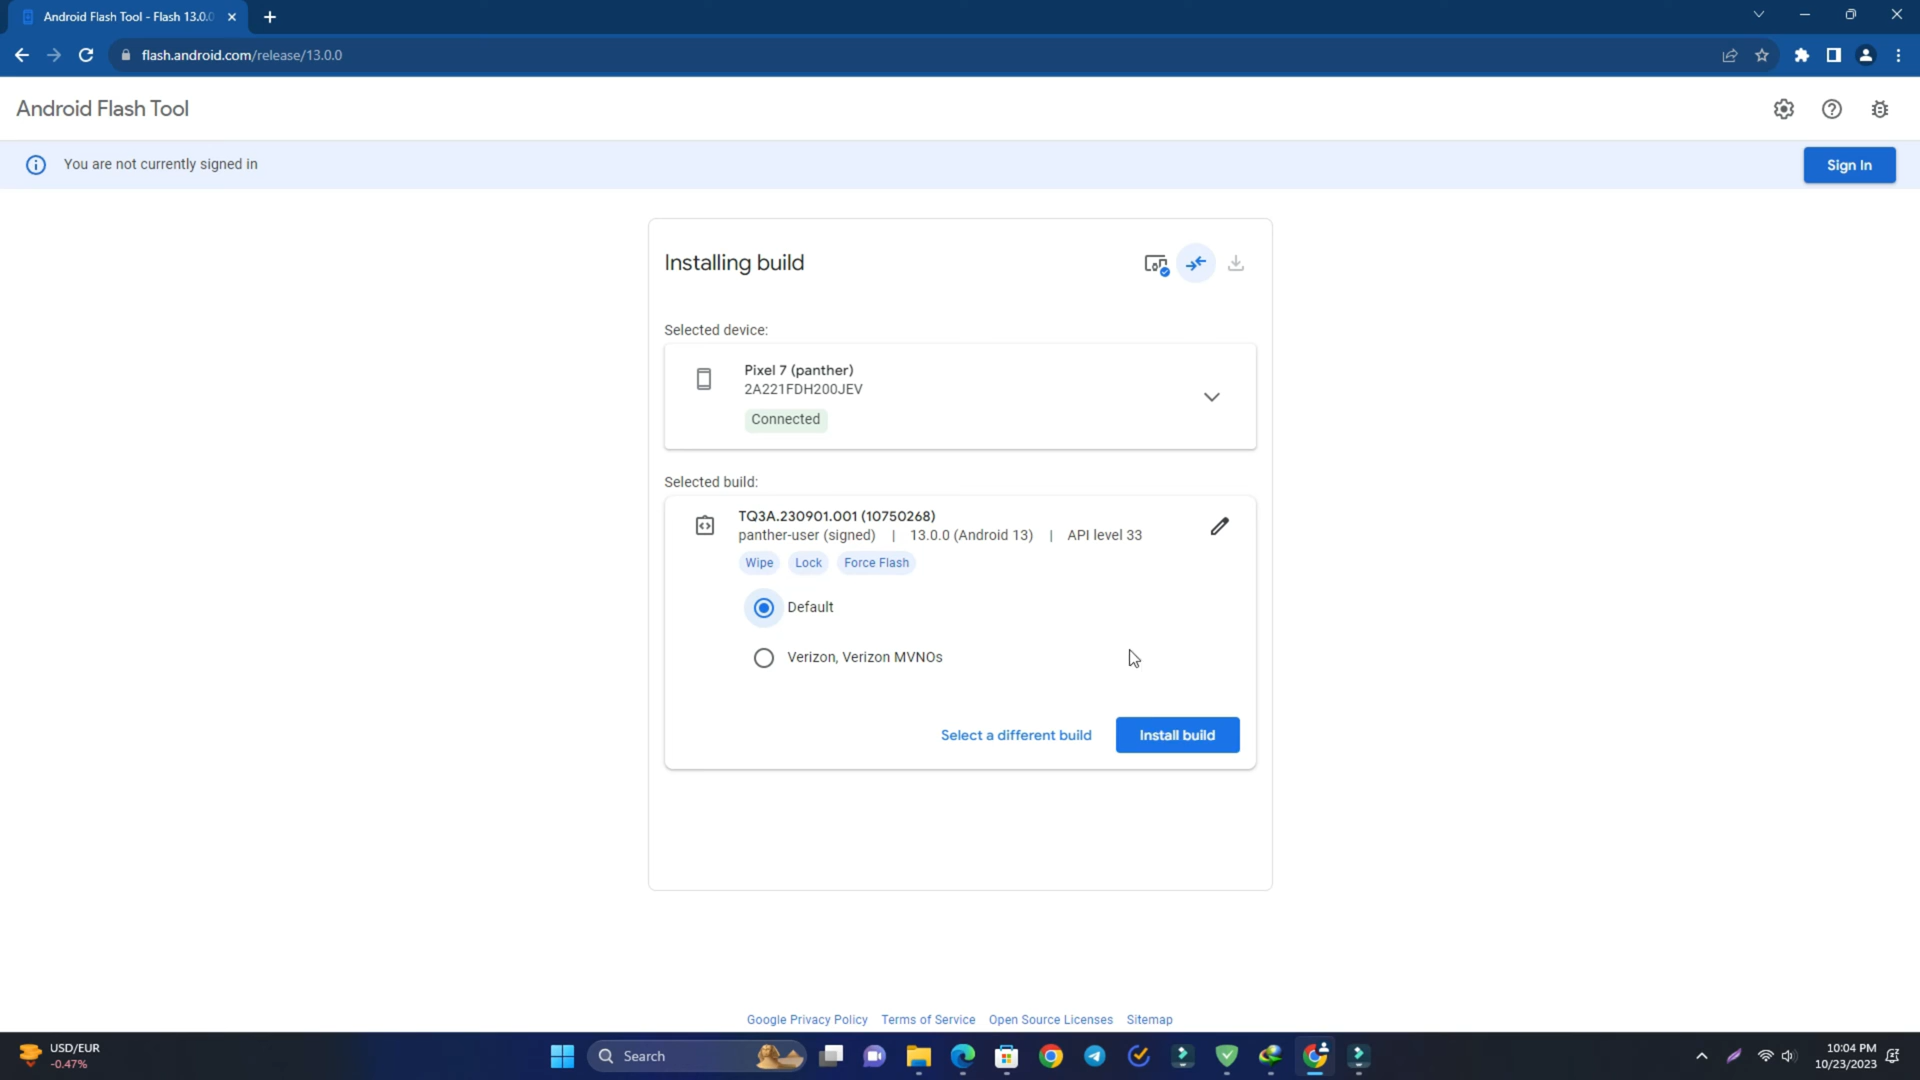 Android Flash Tool - Flash 13.0.0
flash.android.com/release/13.0.0
Android Flash Tool
You are not currently signed in
Sign In
Installing build
Selected device:
Pixel 7 (panther)
2A221FDH200JEV
Connected
Selected build:
TQ3A.230901.001 (10750268)
panther-user (signed) | 13.0.0 (Android 13) | API level 33
Wipe Lock Force Flash
Default
Verizon, Verizon MVNOs
Select a different build Install build
Google Privacy Policy Terms of Service Open Source Licenses Sitemap
USD/EUR
-0.47%
Search
10:04 PM
10/23/2023